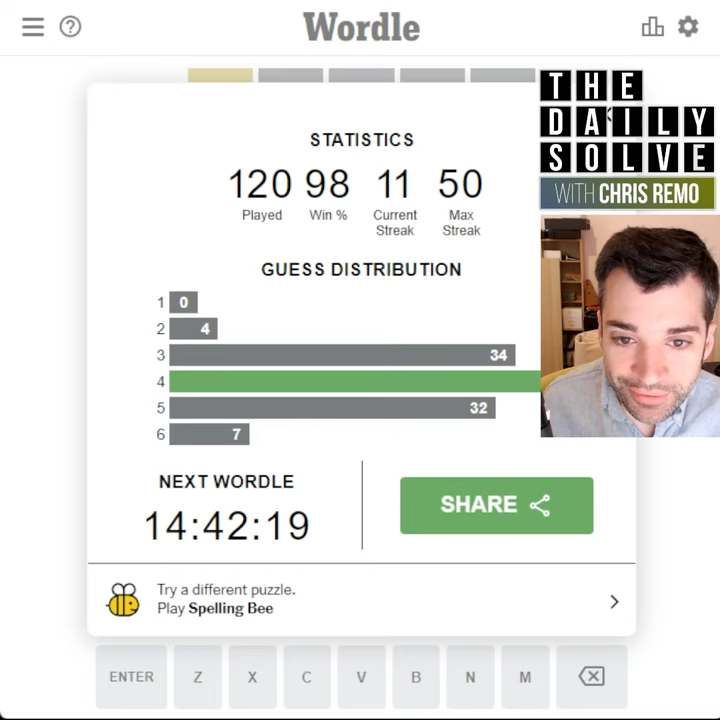 Wordle
THE
DAILY
SOLVE
WITH CHRIS REMO
STATISTICS
120 98 11 50
Played Win % Current Streak Max Streak
GUESS DISTRIBUTION
1 0
2 4
3 34
4
5 32
6 7
NEXT WORDLE
14:42:19
SHARE
Try a different puzzle.
Play Spelling Bee
ENTER Z X C V B N M